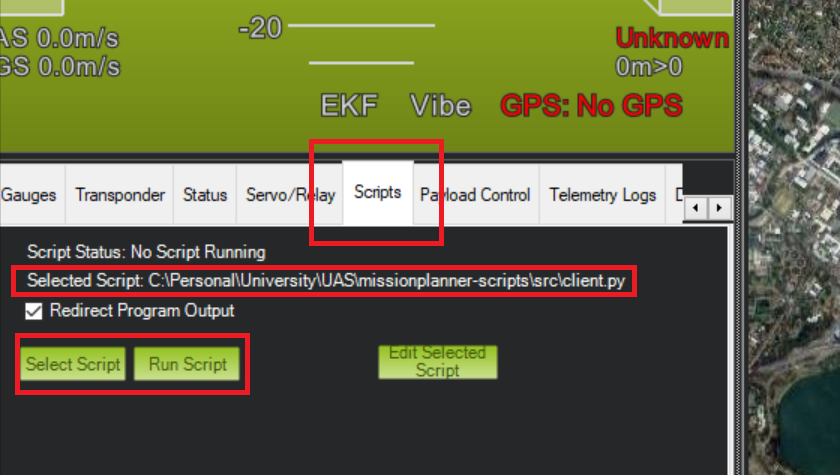 -20
AS 0.0m/s
Unknown
GS 0.0m/s
0m>0
EKF Vibe GPS: No GPS
Gauges Transponder Status Servo/Relay Scripts Payload Control Telemetry Logs
Script Status: No Script Running
Selected Script: C:\Personal\University\UAS\missionplanner-scripts\src\client.py
Redirect Program Output
Select Script Run Script Edit Selected
Script